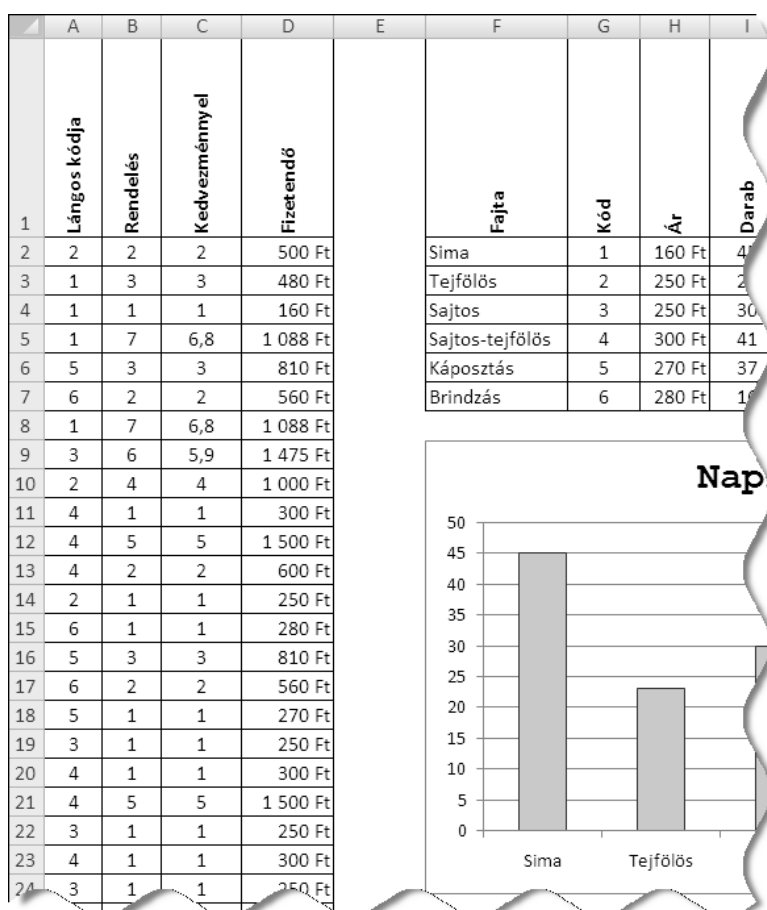 A B C D E F G H I
1 Lángos kódja Rendelés Kedvezménnyel Fizetendő Fajta Kód Ár Darab
2 2 2 2 500 Ft Sima 1 160 Ft
3 1 3 3 480 Ft Tejfölös 2 250 Ft
4 1 1 1 160 Ft Sajtos 3 250 Ft 30
5 1 7 6,8 1 088 Ft Sajtos-tejfölös 4 300 Ft 41
6 5 3 3 810 Ft Káposztás 5 270 Ft 37
7 6 2 2 560 Ft Brindzás 6 280 Ft
8 1 7 6,8 1 088 Ft
9 3 6 5,9 1 475 Ft
10 2 4 4 1 000 Ft
11 4 1 1 300 Ft
12 4 5 5 1 500 Ft
13 4 2 2 600 Ft
14 2 1 1 250 Ft
15 6 1 1 280 Ft
16 5 3 3 810 Ft
17 6 2 2 560 Ft
18 5 1 1 270 Ft
19 3 1 1 250 Ft
20 4 1 1 300 Ft
21 4 5 5 1 500 Ft
22 3 1 1 250 Ft
23 4 1 1 300 Ft
24 3 1 1 250 Ft
Nap
50
45
40
35
30
25
20
15
10
5
0
Sima Tejfölös